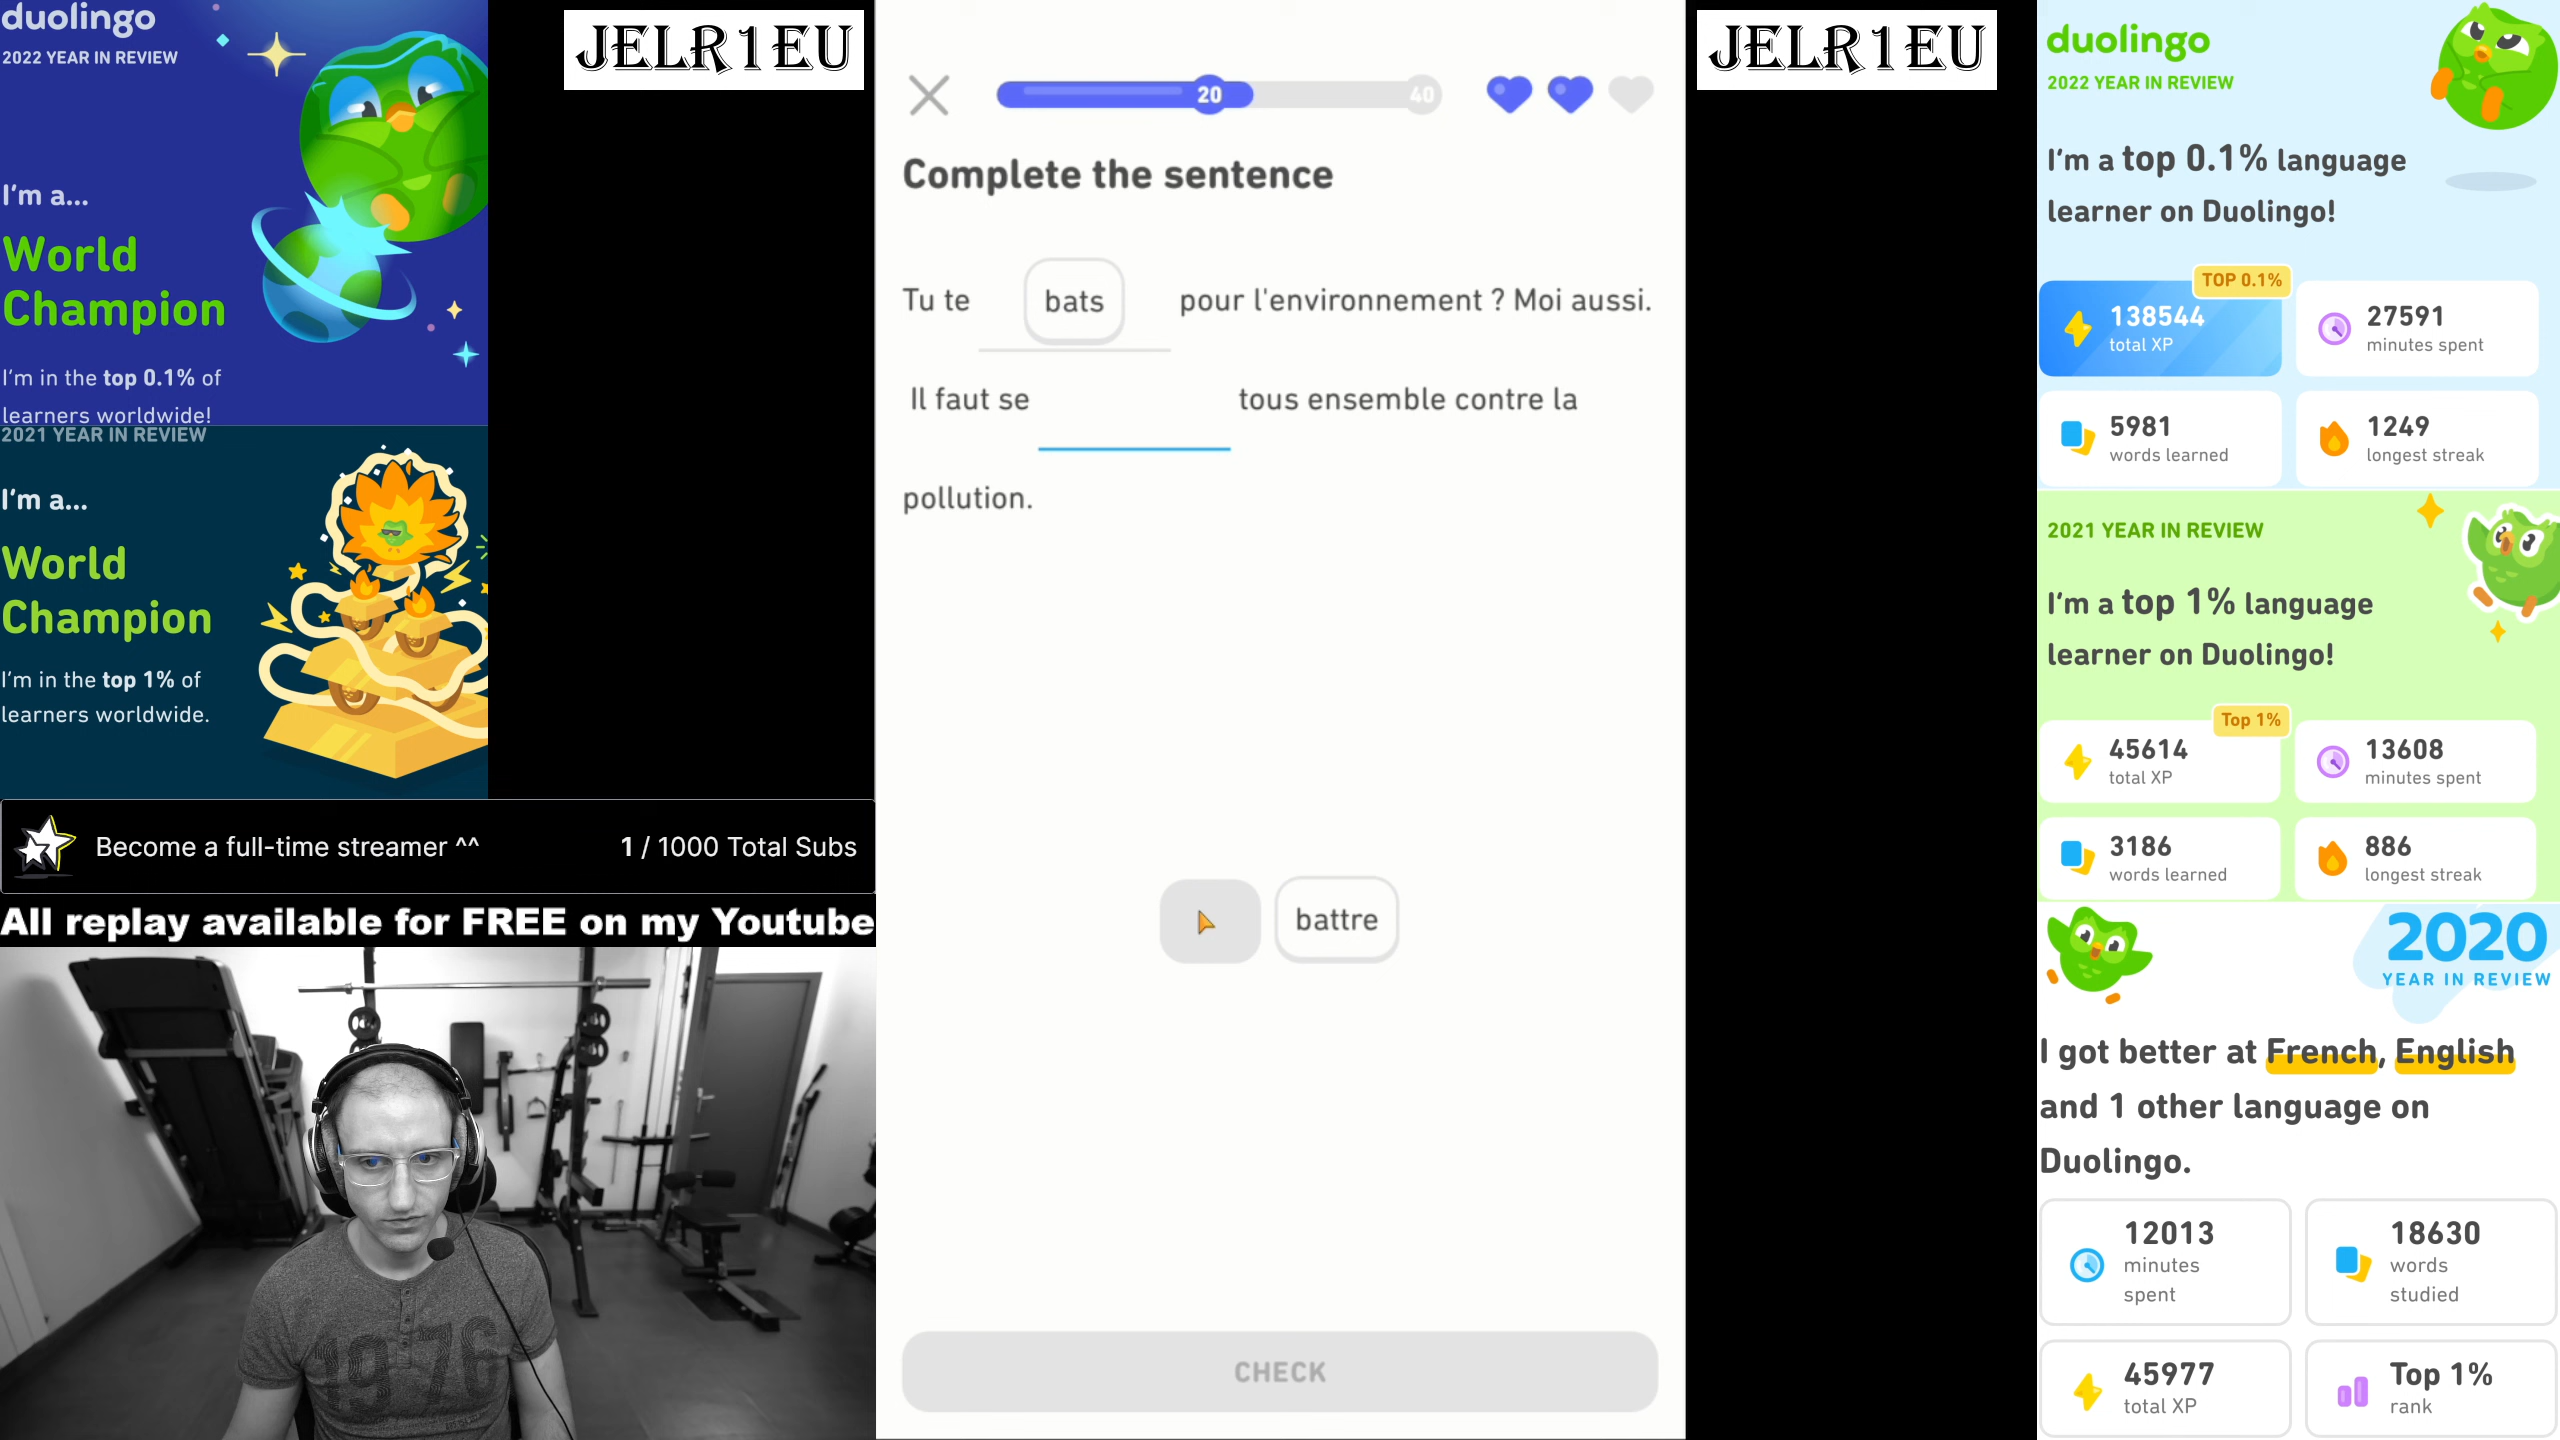 duolingo
2022 YEAR IN REVIEW
I'm a...
World
Champion
I'm in the top 0.1% of
learners worldwide!
2021 YEAR IN REVIEW
I'm a...
World
Champion
I'm in the top 1% of
learners worldwide.
Become a full-time streamer ^^ 1 / 1000 Total Subs
All replay available for FREE on my Youtube
1976
JELR1EU
20 40
Complete the sentence
Tu te bats pour l'environnement ? Moi aussi.
Il faut se tous ensemble contre la
pollution.
battre
CHECK
JELR1EU
duolingo
2022 YEAR IN REVIEW
I'm a top 0.1% language
learner on Duolingo!
TOP 0.1%
138544
total XP
27591
minutes spent
5981
words learned
1249
longest streak
2021 YEAR IN REVIEW
I'm a top 1% language
learner on Duolingo!
Top 1%
45614
total XP
13608
minutes spent
3186
words learned
886
longest streak
2020
YEAR IN REVIEW
I got better at French, English
and 1 other language on
Duolingo.
12013
minutes
spent
18630
words
studied
45977
total XP
Top 1%
rank